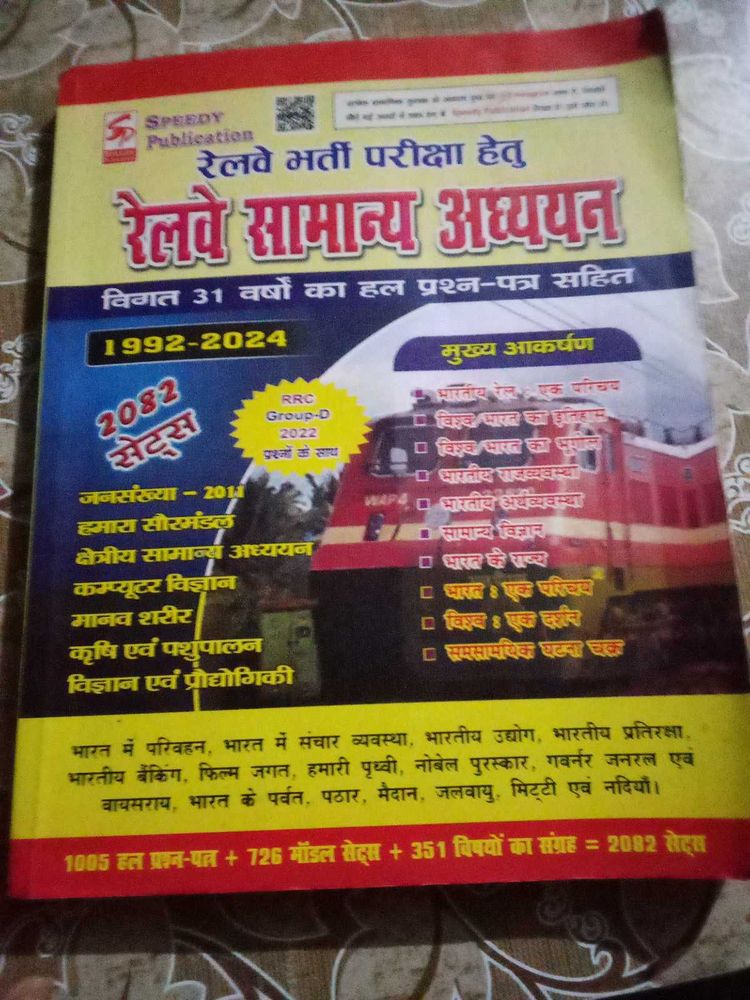 SPEEDY
Publication
रेलवे भर्ती परीक्षा हेतु
रेलवे सामान्य अध्ययन
विगत 31 वर्षों का हल प्रश्न-पत्र सहित
1992-2024
2082
सेट्स
RRC
Group-D
2022
प्रश्नों के साथ
जनसंख्या - 2011
हमारा सौरमंडल
क्षेत्रीय सामान्य अध्ययन
कम्प्यूटर विज्ञान
मानव शरीर
कृषि एवं पशुपालन
विज्ञान एवं प्रौद्योगिकी
मुख्य आकर्षण
भारतीय रेल : एक परिचय
विश्व/भारत का इतिहास
विश्व/भारत का भूगोल
भारतीय राजव्यवस्था
भारतीय अर्थव्यवस्था
सामान्य विज्ञान
भारत के राज्य
भारत : एक परिचय
विश्व : एक दर्शन
समसामयिक घटना चक्र
WAP4
भारत में परिवहन, भारत में संचार व्यवस्था, भारतीय उद्योग, भारतीय प्रतिरक्षा,
भारतीय बैंकिंग, फिल्म जगत, हमारी पृथ्वी, नोबेल पुरस्कार, गवर्नर जनरल एवं
वायसराय, भारत के पर्वत, पठार, मैदान, जलवायु, मिट्टी एवं नदियाँ।
1005 हल प्रश्न-पत्र + 726 मॉडल सेट्स + 351 विषयों का संग्रह = 2082 सेट्स